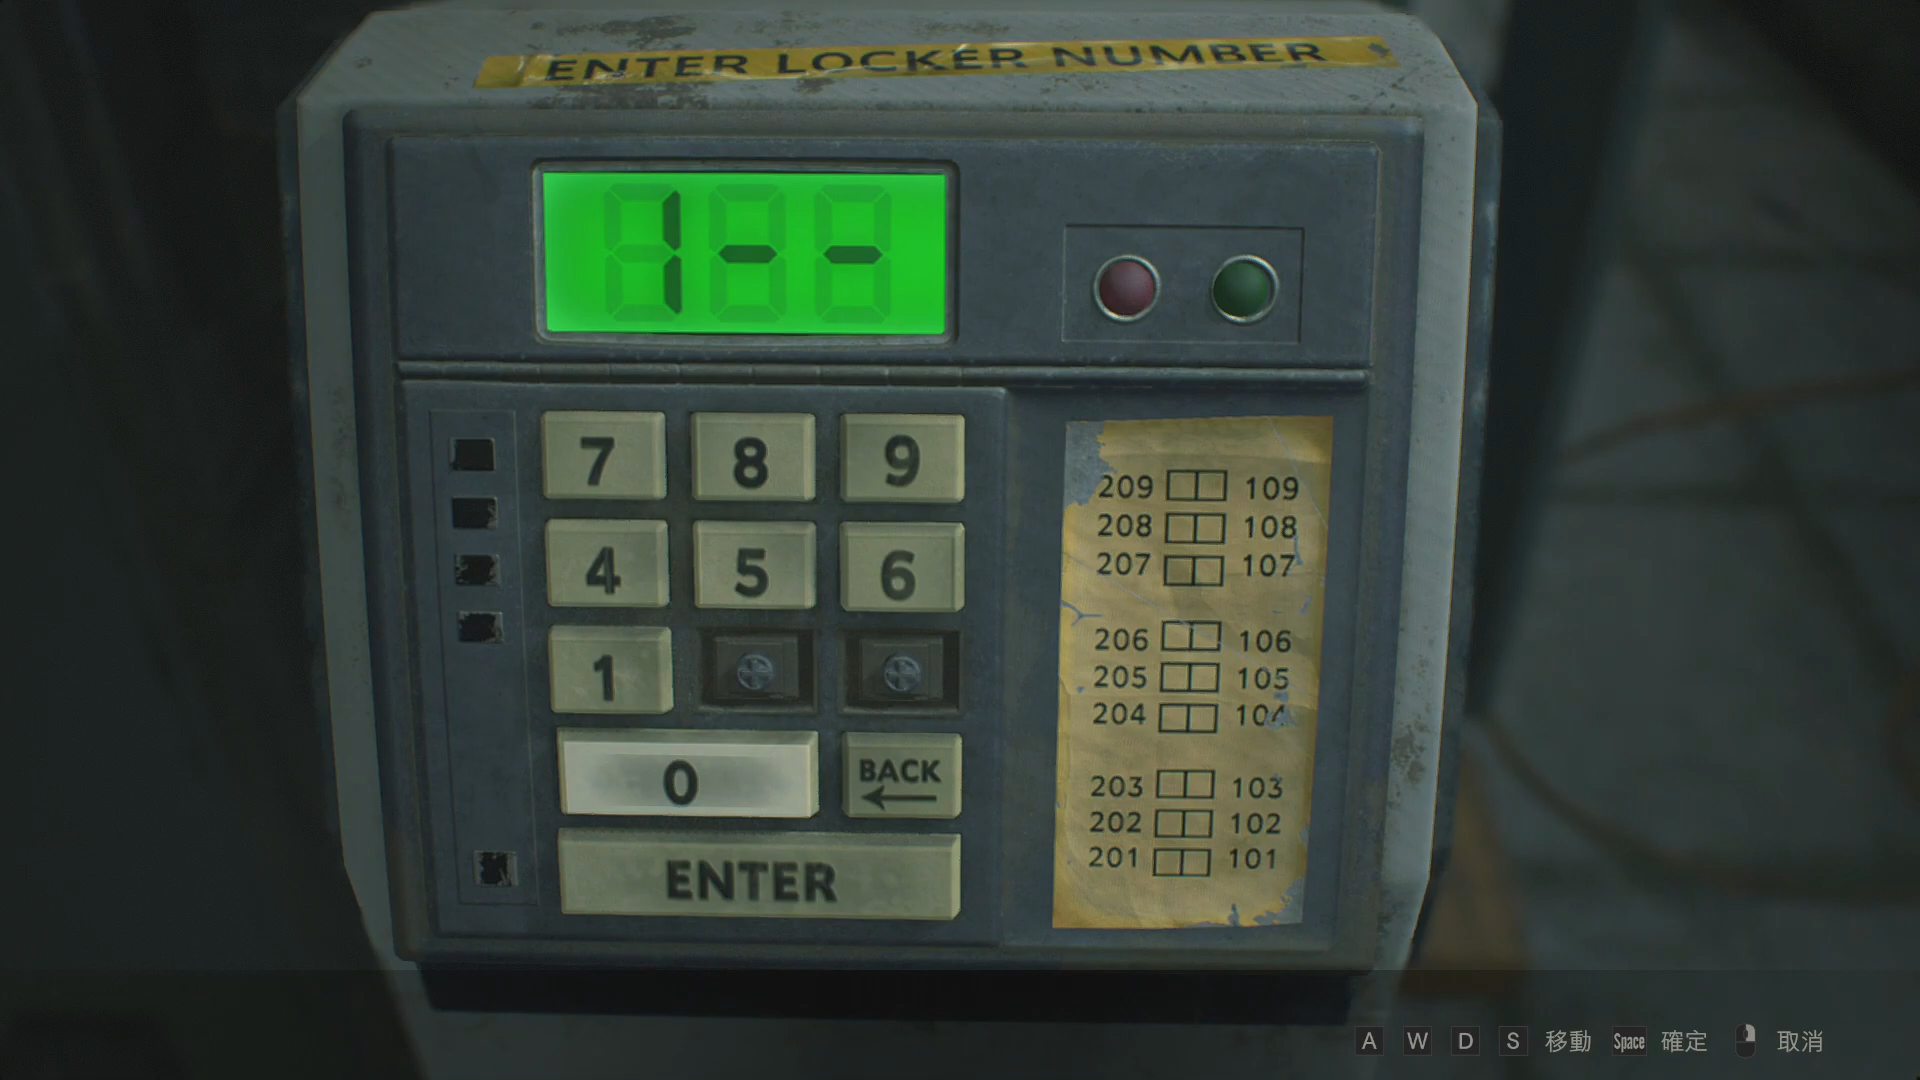 ENTER LOCKER NUMBER
1--
7 8 9
4 5 6
1
0 BACK
ENTER
209 109
208 108
207 107
206 106
205 105
204 104
203 103
202 102
201 101
A W D S 移動 Space 確定 取消